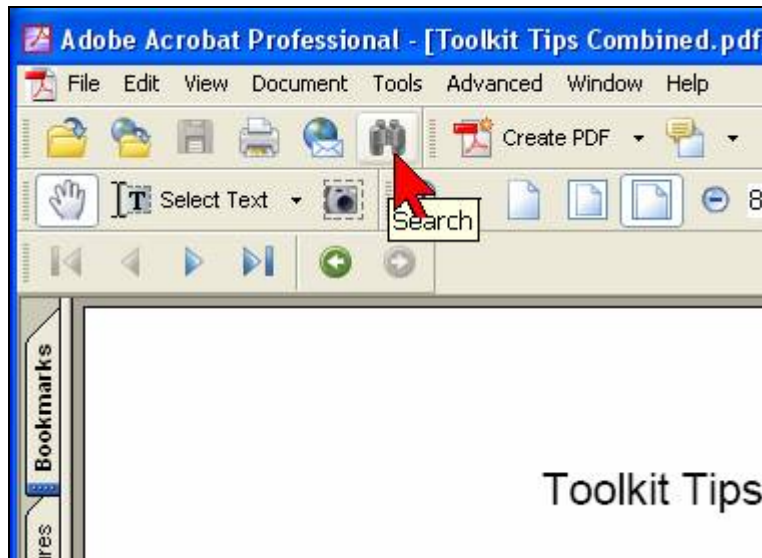 Adobe Acrobat Professional - [Toolkit Tips Combined.pdf
File Edit View Document Tools Advanced Window Help
Create PDF
T Select Text 8
Search
Bookmarks
Toolkit Tips